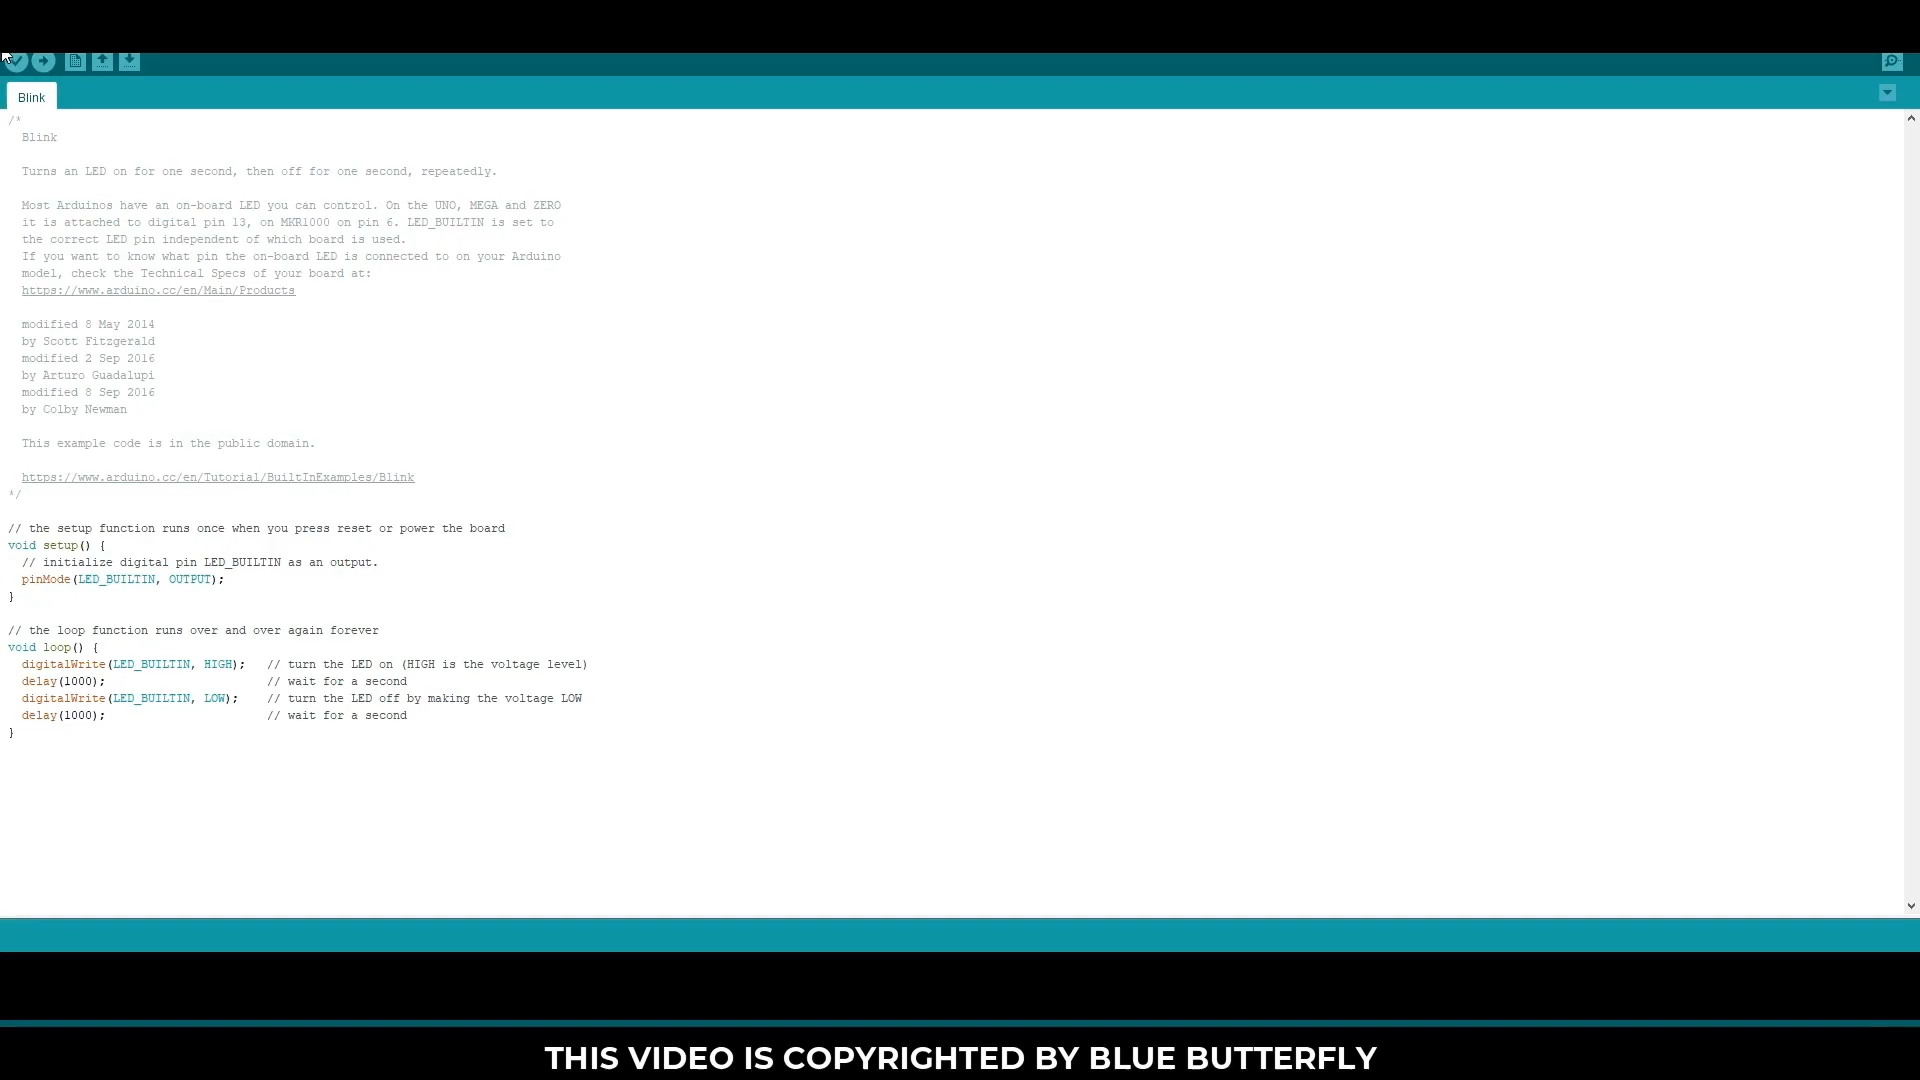 Blink
/*
Blink
Turns an LED on for one second, then off for one second, repeatedly.
Most Arduinos have an on-board LED you can control. On the UNO, MEGA and ZERO
it is attached to digital pin 13, on MKR1000 on pin 6. LED_BUILTIN is set to
the correct LED pin independent of which board is used.
If you want to know what pin the on-board LED is connected to on your Arduino
model, check the Technical Specs of your board at:
https://www.arduino.cc/en/Main/Products
modified 8 May 2014
by Scott Fitzgerald
modified 2 Sep 2016
by Arturo Guadalupi
modified 8 Sep 2016
by Colby Newman
This example code is in the public domain.
https://www.arduino.cc/en/Tutorial/BuiltInExamples/Blink
*/
// the setup function runs once when you press reset or power the board
void setup() {
// initialize digital pin LED_BUILTIN as an output.
pinMode(LED_BUILTIN, OUTPUT);
}
// the loop function runs over and over again forever
void loop() {
digitalWrite(LED_BUILTIN, HIGH);   // turn the LED on (HIGH is the voltage level)
delay(1000);                       // wait for a second
digitalWrite(LED_BUILTIN, LOW);    // turn the LED off by making the voltage LOW
delay(1000);                       // wait for a second
}
THIS VIDEO IS COPYRIGHTED BY BLUE BUTTERFLY